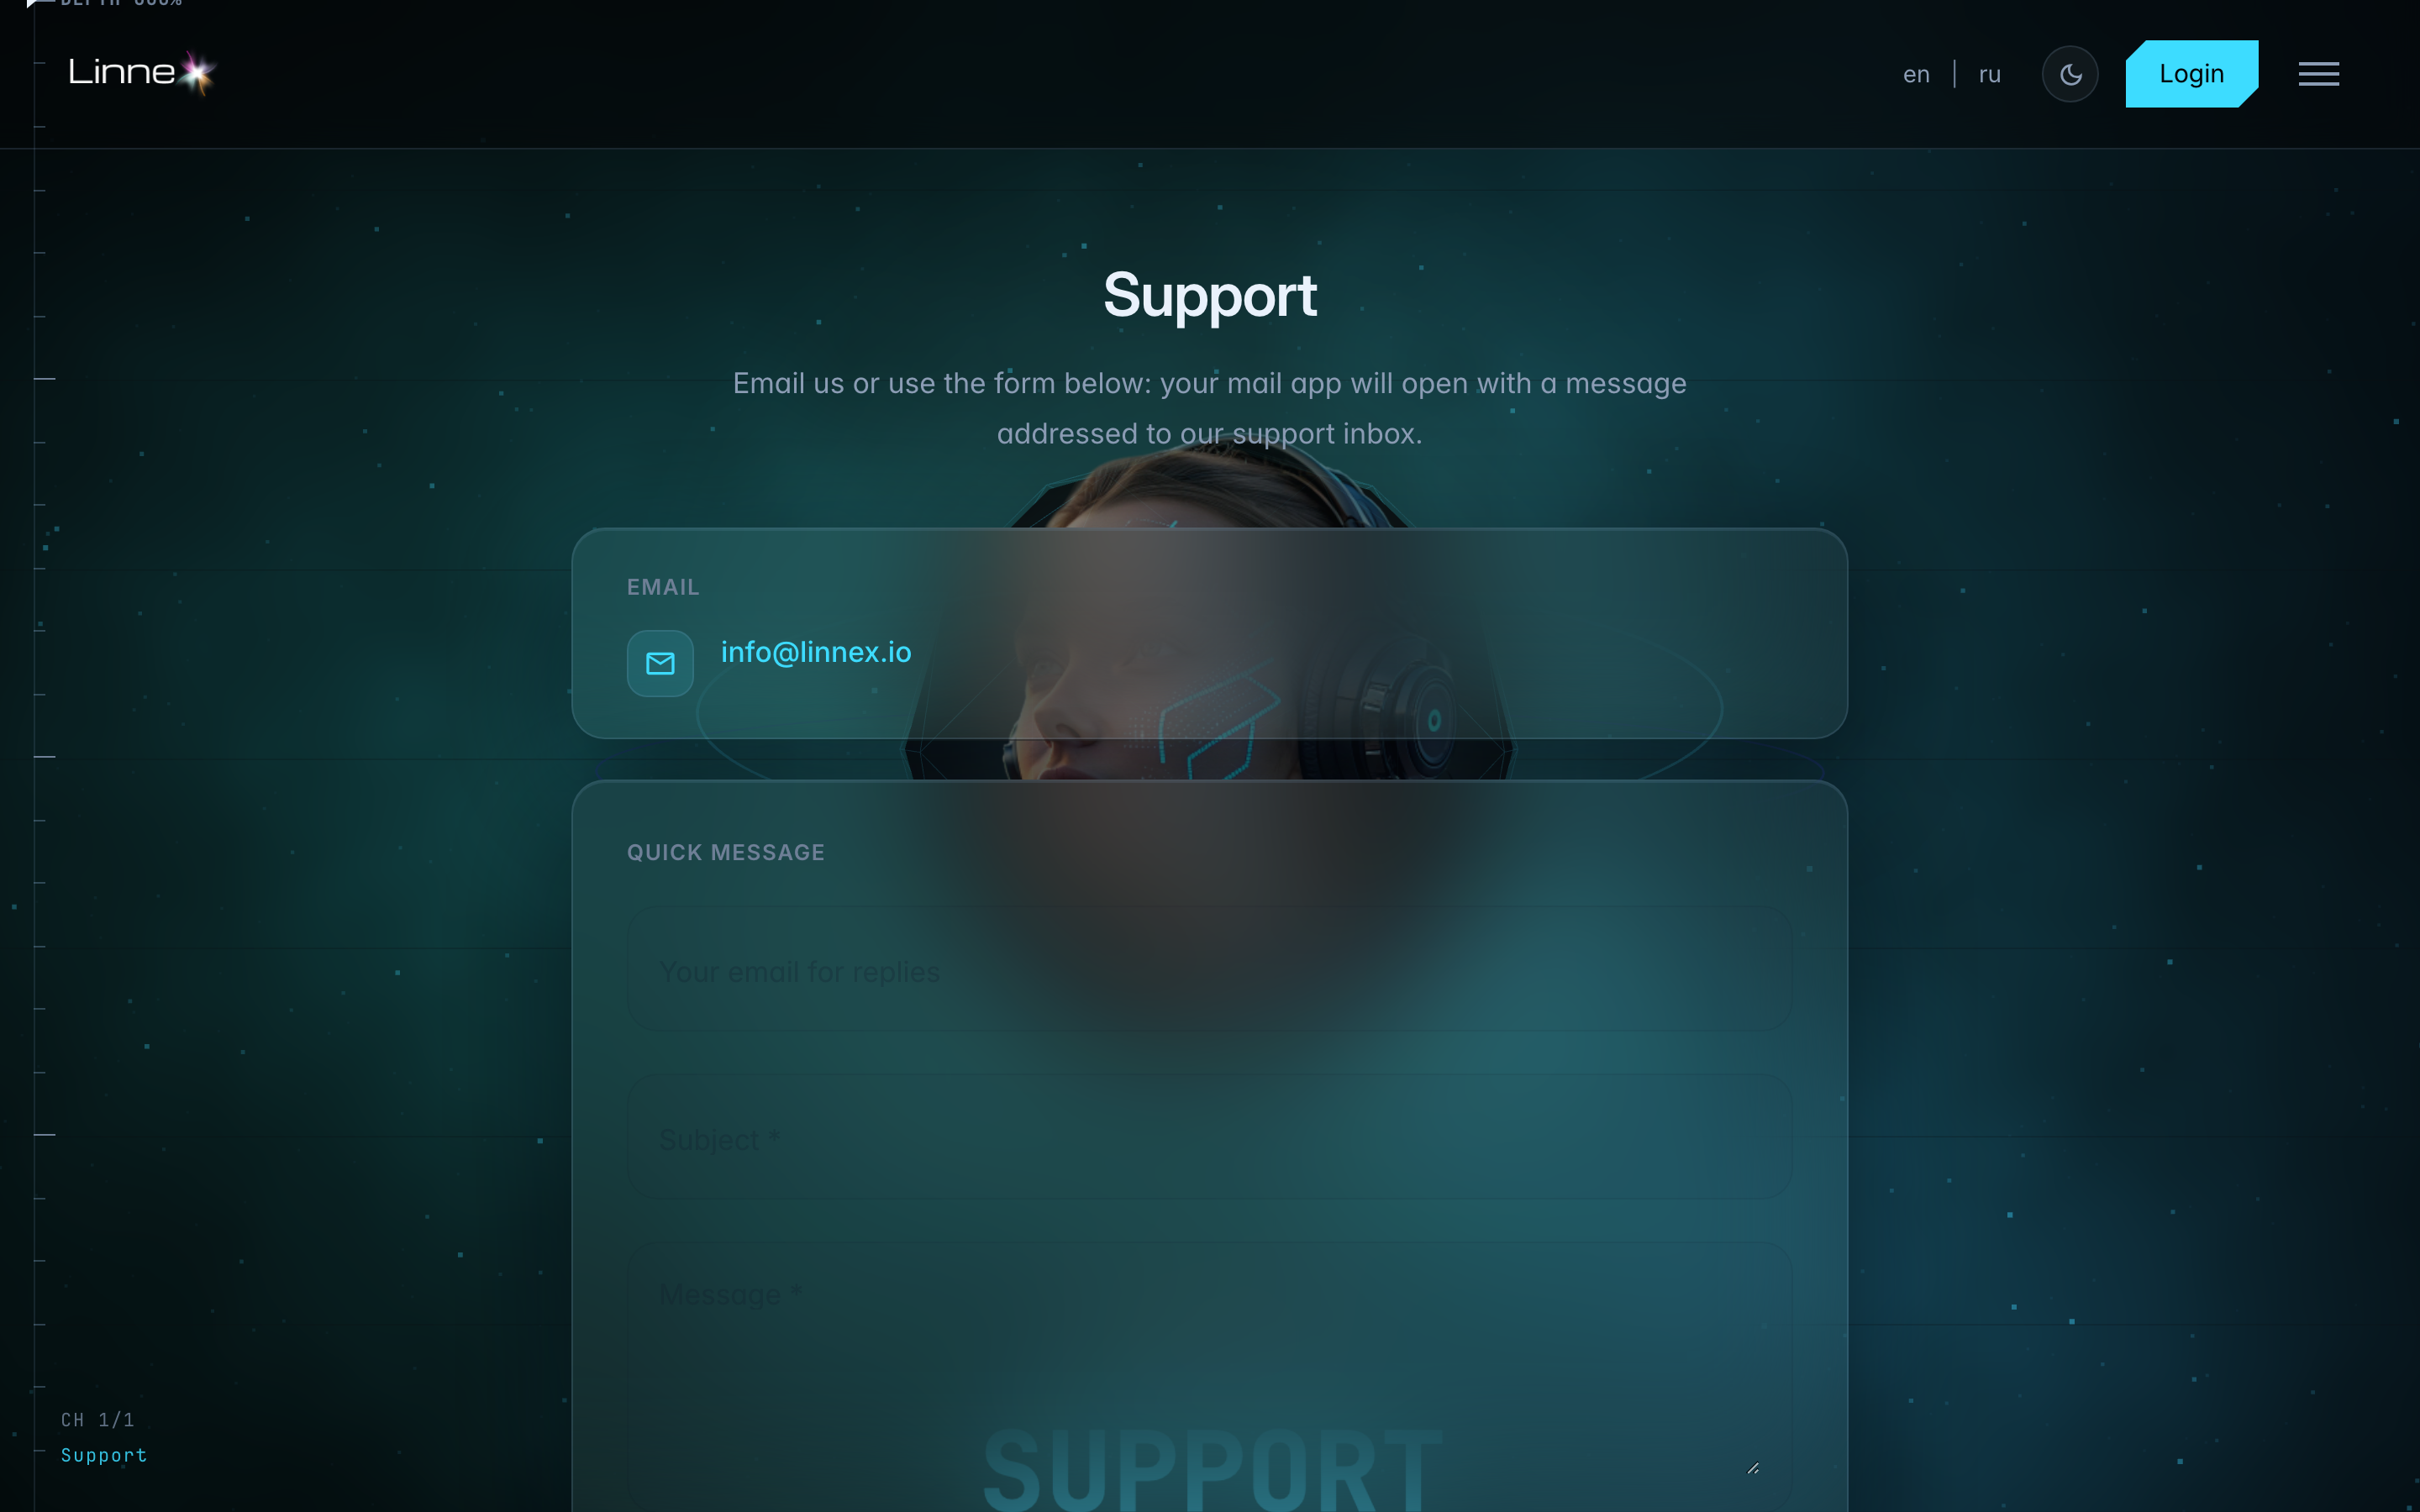 DEPTH 000%
Linne
en | ru
Login
Support
Email us or use the form below: your mail app will open with a message
addressed to our support inbox.
EMAIL
info@linnex.io
QUICK MESSAGE
Your email for replies
Subject *
Message *
SUPPORT
CH 1/1
Support